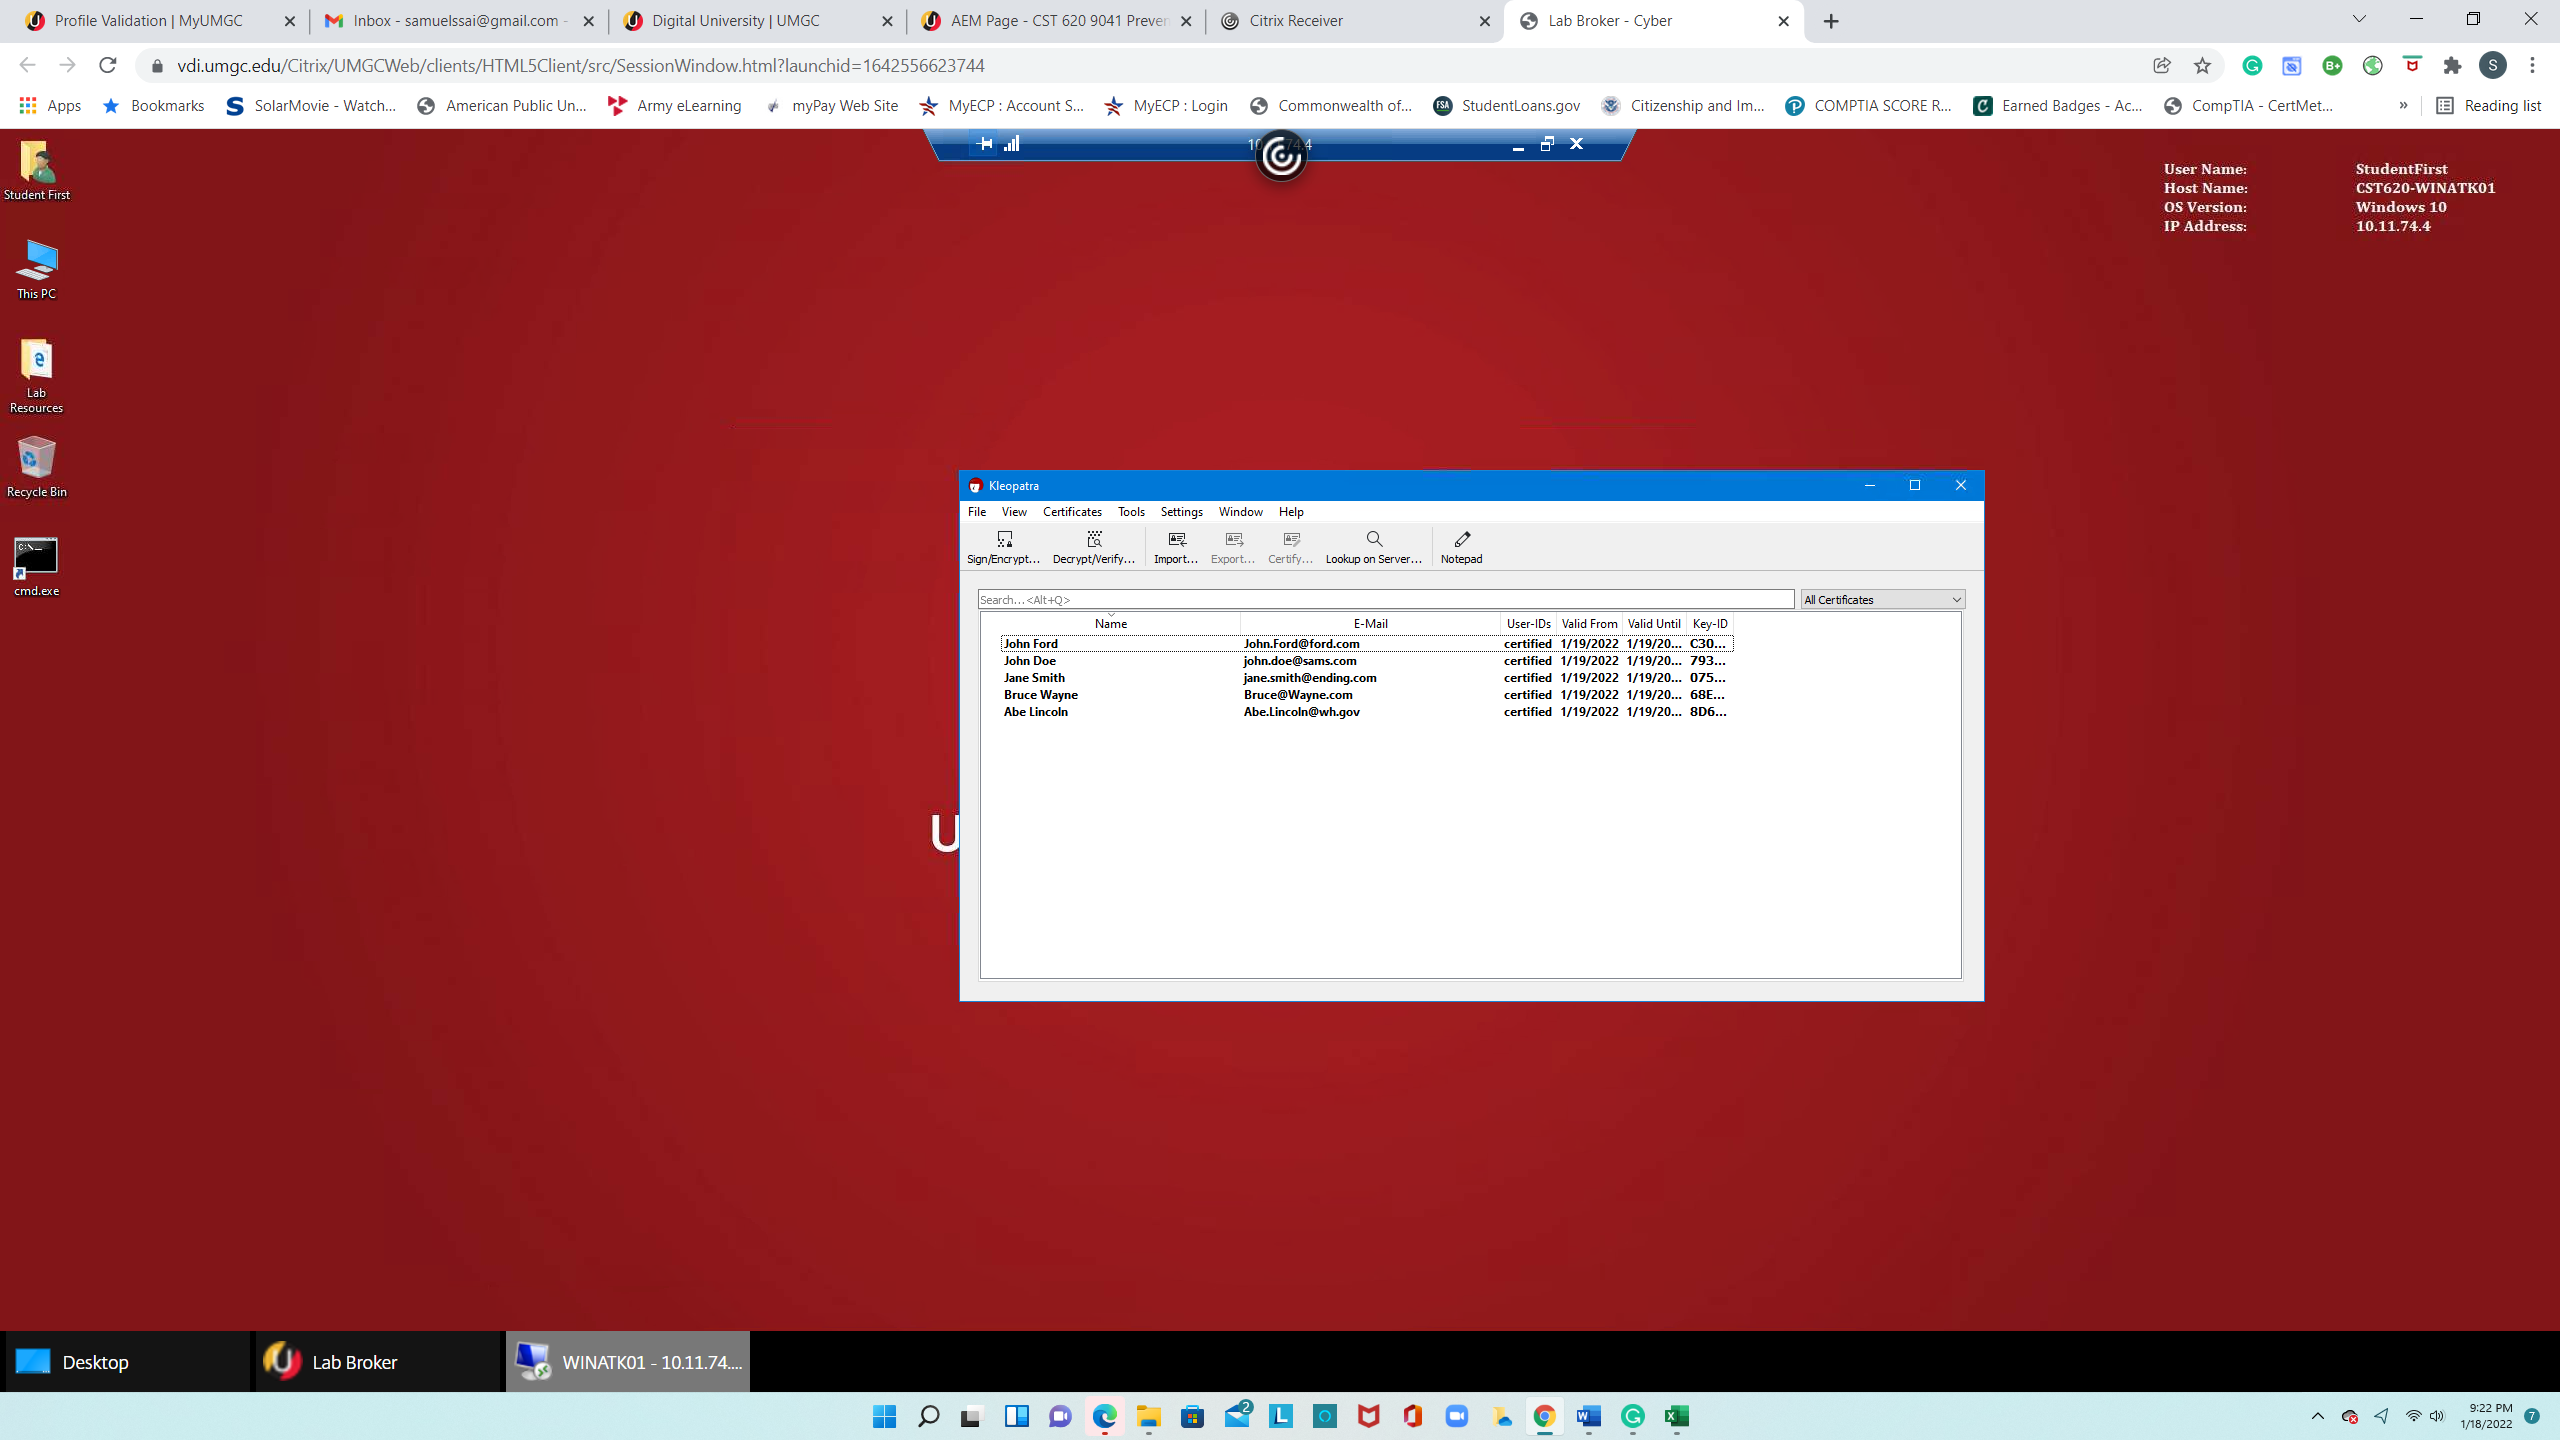 Profile Validation | MyUMGC
Inbox - samuelssai@gmail.com -
Digital University | UMGC
AEM Page - CST 620 9041 Preven
Citrix Receiver
Lab Broker - Cyber
vdi.umgc.edu/Citrix/UMGCWeb/clients/HTML5Client/src/SessionWindow.html?launchid=1642556623744
S
Apps
Bookmarks
SolarMovie - Watch...
American Public Un...
Army eLearning
myPay Web Site
MyECP : Account S...
MyECP : Login
Commonwealth of...
StudentLoans.gov
Citizenship and Im...
COMPTIA SCORE R...
Earned Badges - Ac...
CompTIA - CertMet...
»
Reading list
User Name: StudentFirst
Host Name: CST620-WINATK01
OS Version: Windows 10
IP Address: 10.11.74.4
Student First
This PC
Lab
Resources
Recycle Bin
cmd.exe
Kleopatra
File View Certificates Tools Settings Window Help
Sign/Encrypt... Decrypt/Verify... Import... Export... Certify... Lookup on Server... Notepad
Search...<Alt+Q> All Certificates
Name E-Mail User-IDs Valid From Valid Until Key-ID
John Ford John.Ford@ford.com certified 1/19/2022 1/19/20... C30...
John Doe john.doe@sams.com certified 1/19/2022 1/19/20... 793...
Jane Smith jane.smith@ending.com certified 1/19/2022 1/19/20... 075...
Bruce Wayne Bruce@Wayne.com certified 1/19/2022 1/19/20... 68E...
Abe Lincoln Abe.Lincoln@wh.gov certified 1/19/2022 1/19/20... 8D6...
U
Desktop
Lab Broker
WINATK01 - 10.11.74....
2
9:22 PM
1/18/2022
7